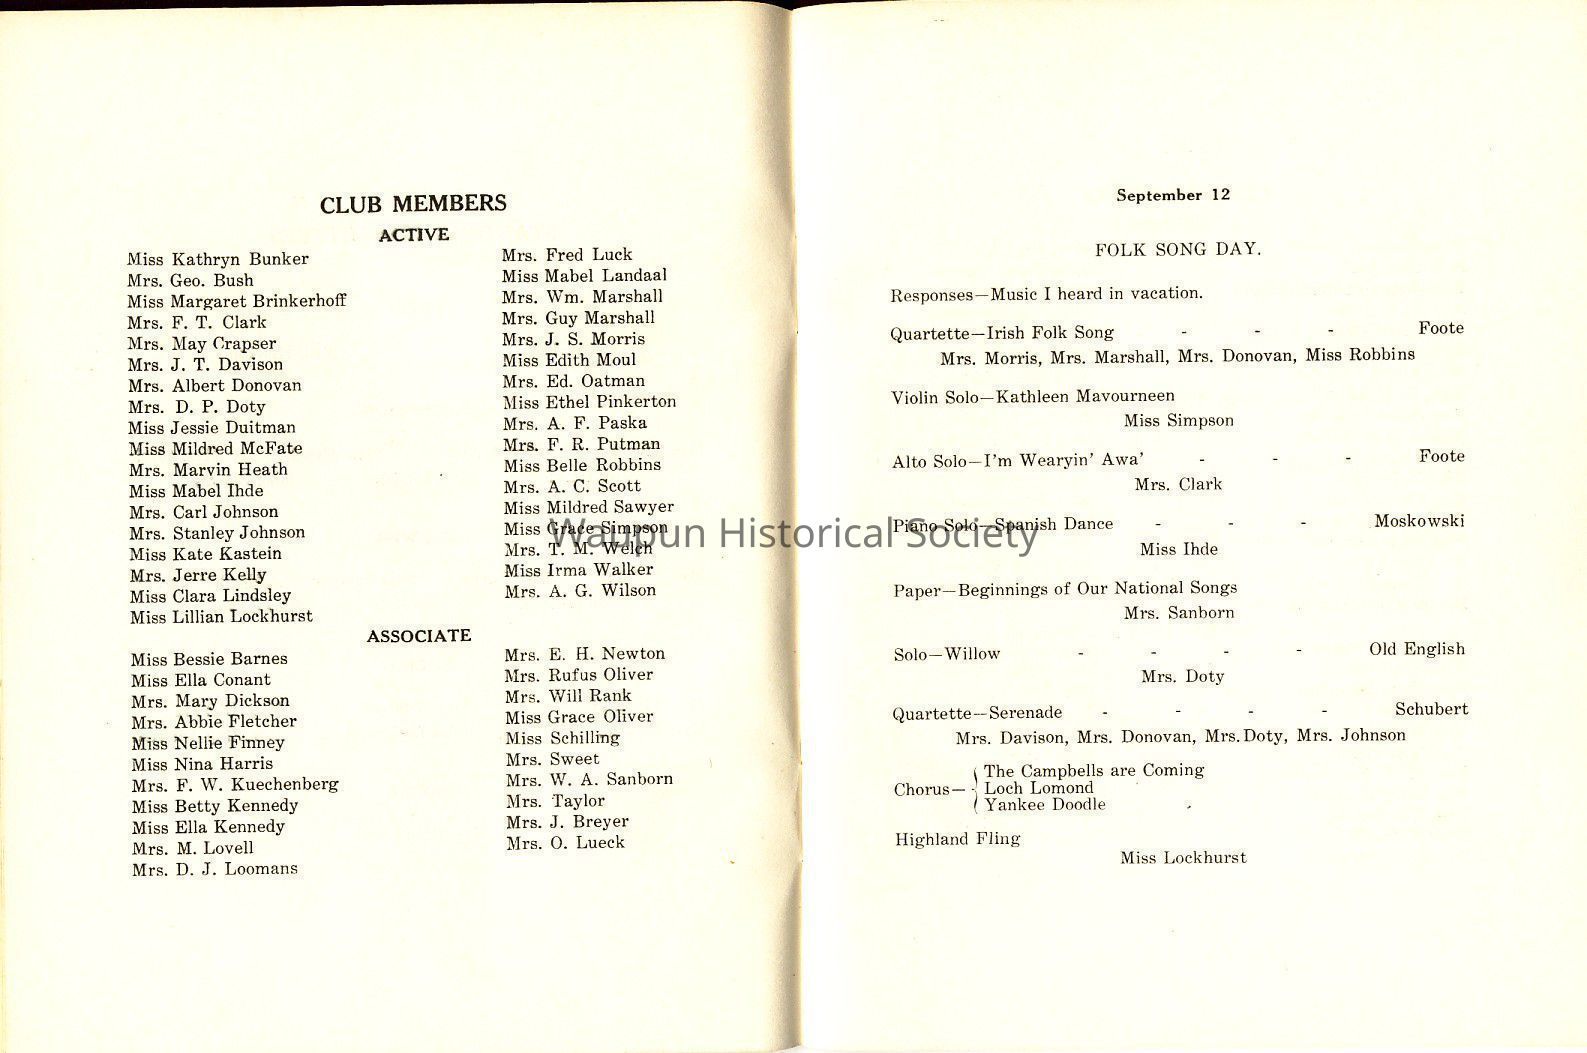 CLUB MEMBERS
ACTIVE
Miss Kathryn Bunker
Mrs. Geo. Bush
Miss Margaret Brinkerhoff
Mrs. F. T. Clark
Mrs. May Crapser
Mrs. J. T. Davison
Mrs. Albert Donovan
Mrs. D. P. Doty
Miss Jessie Duitman
Miss Mildred McFate
Mrs. Marvin Heath
Miss Mabel Ihde
Mrs. Carl Johnson
Mrs. Stanley Johnson
Miss Kate Kastein
Mrs. Jerre Kelly
Miss Clara Lindsley
Miss Lillian Lockhurst
Mrs. Fred Luck
Miss Mabel Landaal
Mrs. Wm. Marshall
Mrs. Guy Marshall
Mrs. J. S. Morris
Miss Edith Moul
Mrs. Ed. Oatman
Miss Ethel Pinkerton
Mrs. A. F. Paska
Mrs. F. R. Putman
Miss Belle Robbins
Mrs. A. C. Scott
Miss Mildred Sawyer
Miss Grace Simpson
Mrs. T. M. Welch
Miss Irma Walker
Mrs. A. G. Wilson
ASSOCIATE
Miss Bessie Barnes
Miss Ella Conant
Mrs. Mary Dickson
Mrs. Abbie Fletcher
Miss Nellie Finney
Miss Nina Harris
Mrs. F. W. Kuechenberg
Miss Betty Kennedy
Miss Ella Kennedy
Mrs. M. Lovell
Mrs. D. J. Loomans
Mrs. E. H. Newton
Mrs. Rufus Oliver
Mrs. Will Rank
Miss Grace Oliver
Miss Schilling
Mrs. Sweet
Mrs. W. A. Sanborn
Mrs. Taylor
Mrs. J. Breyer
Mrs. O. Lueck
Waupun Historical Society
September 12
FOLK SONG DAY.
Responses—Music I heard in vacation.
Quartette—Irish Folk Song - - - Foote
Mrs. Morris, Mrs. Marshall, Mrs. Donovan, Miss Robbins
Violin Solo—Kathleen Mavourneen
Miss Simpson
Alto Solo—I'm Wearyin' Awa' - - - Foote
Mrs. Clark
Piano Solo—Spanish Dance - - - Moskowski
Miss Ihde
Paper—Beginnings of Our National Songs
Mrs. Sanborn
Solo—Willow - - - - Old English
Mrs. Doty
Quartette—Serenade - - - - Schubert
Mrs. Davison, Mrs. Donovan, Mrs. Doty, Mrs. Johnson
The Campbells are Coming
Chorus— Loch Lomond
Yankee Doodle
Highland Fling
Miss Lockhurst